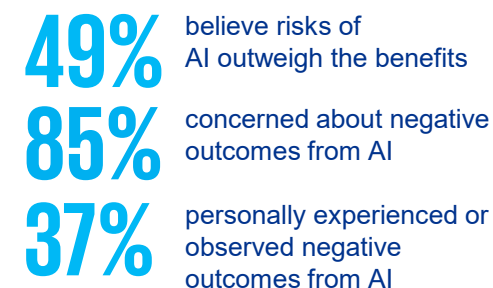 49%
believe risks of
AI outweigh the benefits
85%
concerned about negative
outcomes from AI
37%
personally experienced or
observed negative
outcomes from AI